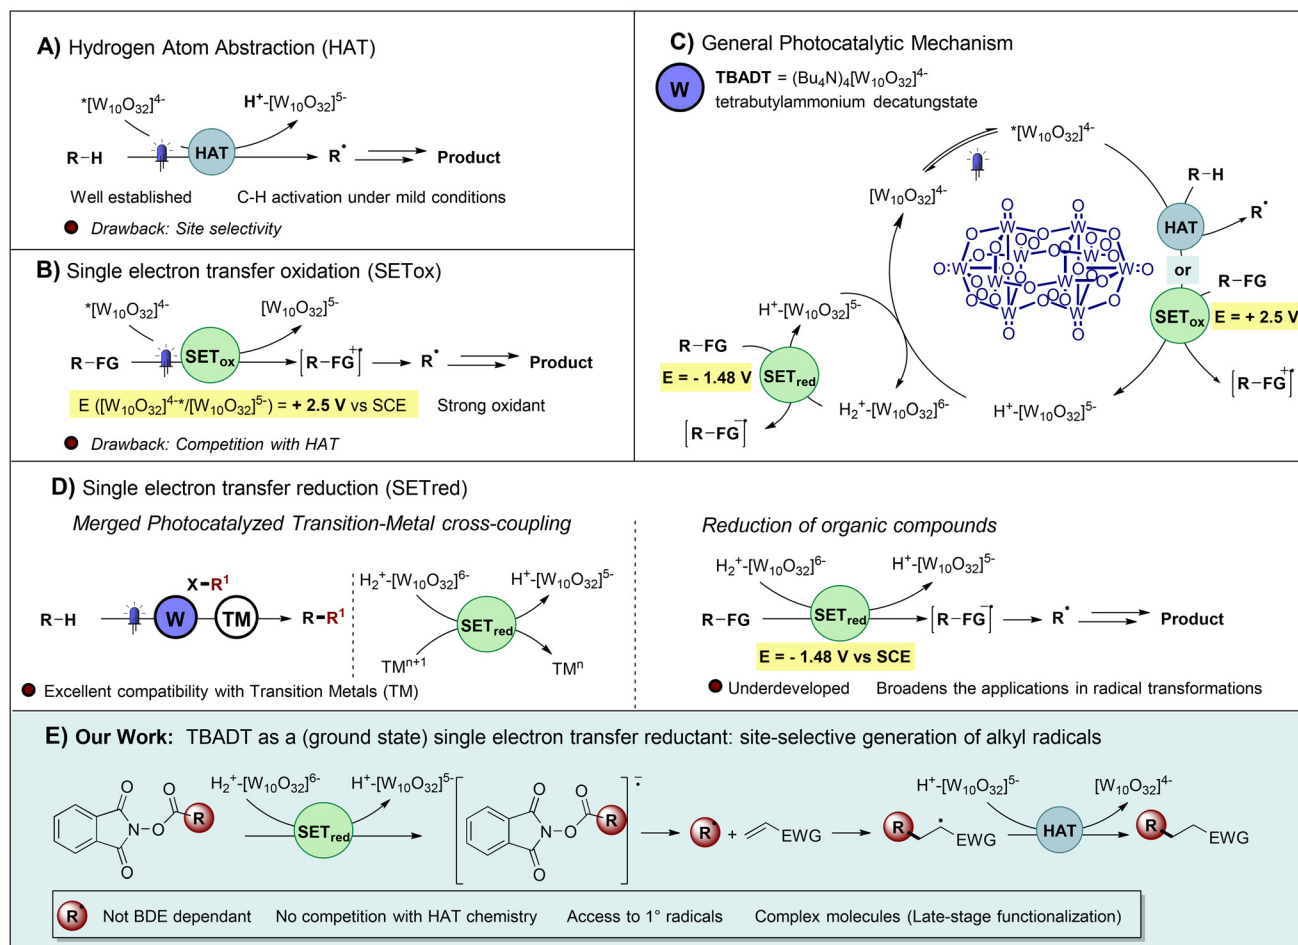 A) Hydrogen Atom Abstraction (HAT)
*[W10O32]4-
H+-[W10O32]5-
R-H
HAT
R•
Product
Well established
C-H activation under mild conditions
Drawback: Site selectivity
B) Single electron transfer oxidation (SETox)
*[W10O32]4-
[W10O32]5-
R-FG
SETox
[R-FG]+•
R•
Product
E ([W10O32]4-*/[W10O32]5-) = + 2.5 V vs SCE
Strong oxidant
Drawback: Competition with HAT
C) General Photocatalytic Mechanism
W
TBADT = (Bu4N)4[W10O32]4-
tetrabutylammonium decatungstate
*[W10O32]4-
[W10O32]4-
R-H
HAT
R•
or
R-FG
SETox
E = + 2.5 V
[R-FG]+•
H+-[W10O32]5-
R-FG
E = - 1.48 V
SETred
H2+-[W10O32]6-
H+-[W10O32]5-
[R-FG]-•
D) Single electron transfer reduction (SETred)
Merged Photocatalyzed Transition-Metal cross-coupling
R-H
X-R1
W
TM
R-R1
H2+-[W10O32]6-
H+-[W10O32]5-
SETred
TMn+1
TMn
Excellent compatibility with Transition Metals (TM)
Reduction of organic compounds
H2+-[W10O32]6-
H+-[W10O32]5-
R-FG
SETred
[R-FG]-•
R•
Product
E = - 1.48 V vs SCE
Underdeveloped
Broadens the applications in radical transformations
E) Our Work: TBADT as a (ground state) single electron transfer reductant: site-selective generation of alkyl radicals
H2+-[W10O32]6-
H+-[W10O32]5-
SETred
R• + EWG
H+-[W10O32]5-
[W10O32]4-
R
EWG
HAT
R
EWG
R•
Not BDE dependant
No competition with HAT chemistry
Access to 1° radicals
Complex molecules (Late-stage functionalization)